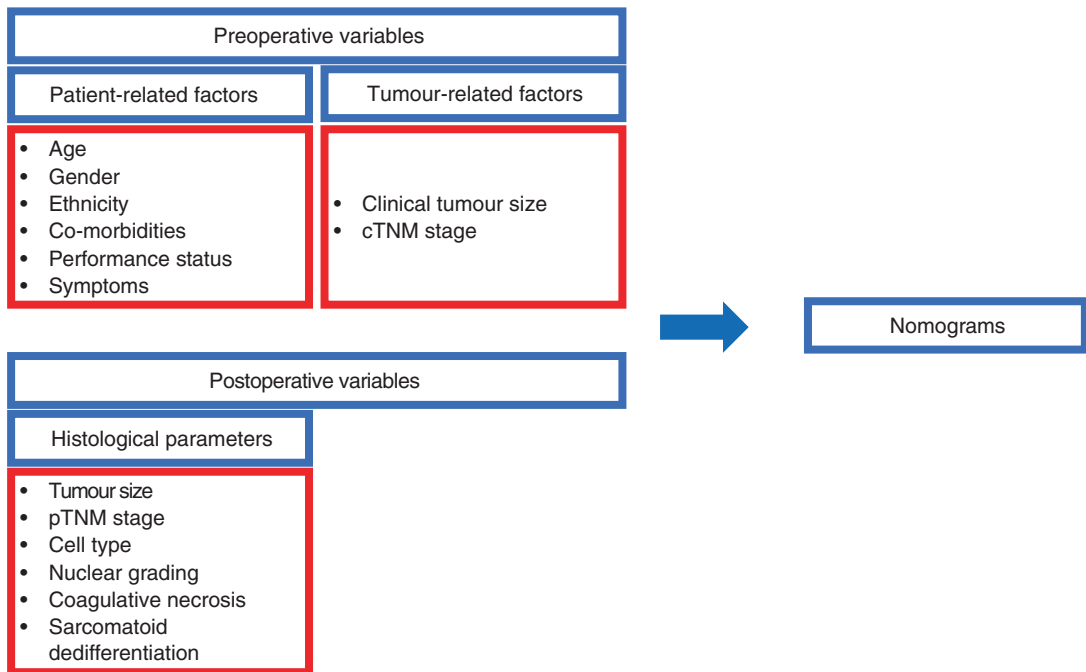 Preoperative variables
Patient-related factors
Tumour-related factors
• Age
• Gender
• Ethnicity
• Co-morbidities
• Performance status
• Symptoms
• Clinical tumour size
• cTNM stage
Nomograms
Postoperative variables
Histological parameters
• Tumour size
• pTNM stage
• Cell type
• Nuclear grading
• Coagulative necrosis
• Sarcomatoid
dedifferentiation